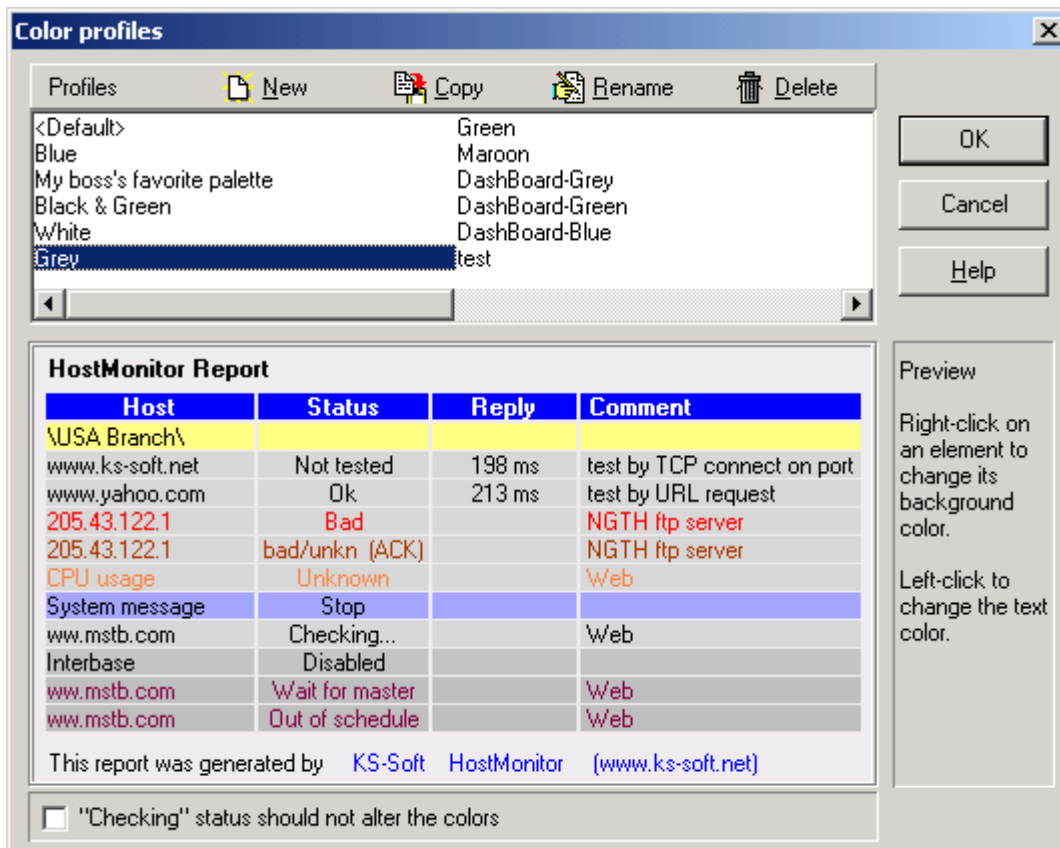 Color profiles
Profiles New Copy Rename Delete
<Default> Green
Blue Maroon
My boss's favorite palette DashBoard-Grey
Black & Green DashBoard-Green
White DashBoard-Blue
Grey test
OK
Cancel
Help
HostMonitor Report
Host Status Reply Comment
\USA Branch\
www.ks-soft.net Not tested 198 ms test by TCP connect on port
www.yahoo.com Ok 213 ms test by URL request
205.43.122.1 Bad NGTH ftp server
205.43.122.1 bad/unkn (ACK) NGTH ftp server
CPU usage Unknown Web
System message Stop
ww.mstb.com Checking... Web
Interbase Disabled
ww.mstb.com Wait for master Web
ww.mstb.com Out of schedule Web
This report was generated by KS-Soft HostMonitor (www.ks-soft.net)
Preview
Right-click on
an element to
change its
background
color.
Left-click to
change the text
color.
"Checking" status should not alter the colors